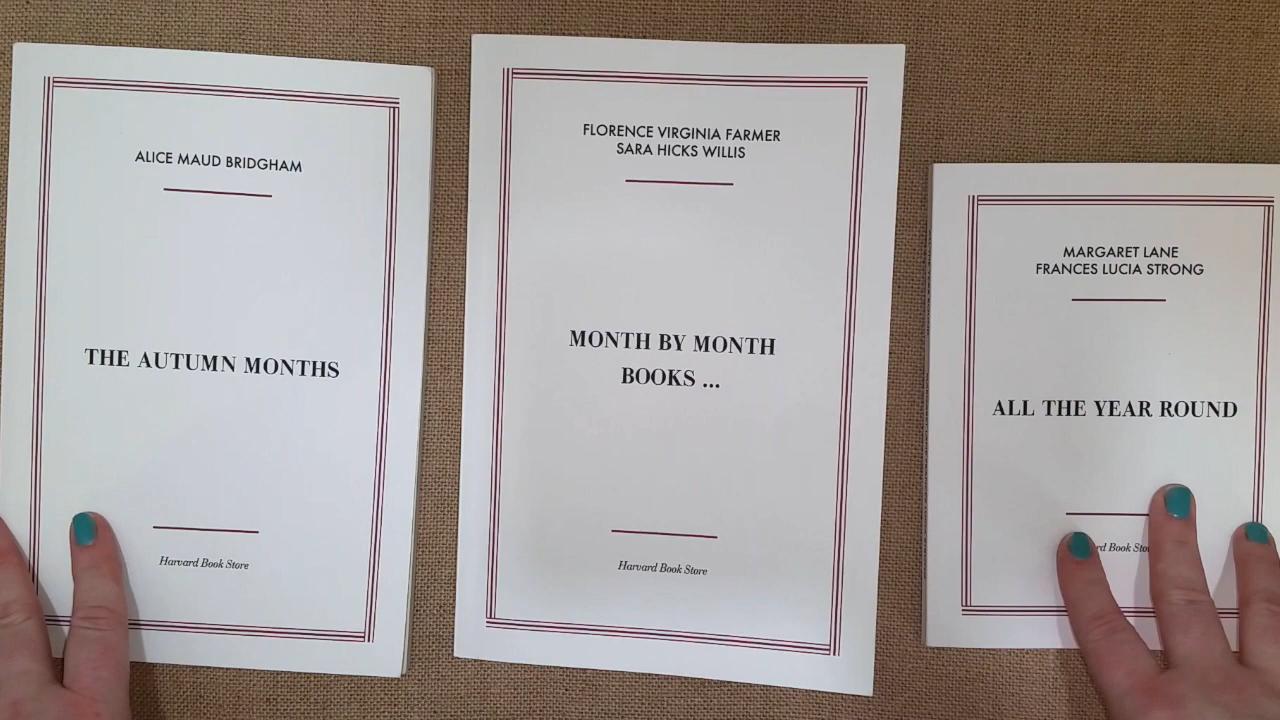 ALICE MAUD BRIDGHAM
THE AUTUMN MONTHS
Harvard Book Store
FLORENCE VIRGINIA FARMER
SARA HICKS WILLIS
MONTH BY MONTH
BOOKS ...
Harvard Book Store
MARGARET LANE
FRANCES LUCIA STRONG
ALL THE YEAR ROUND
Book